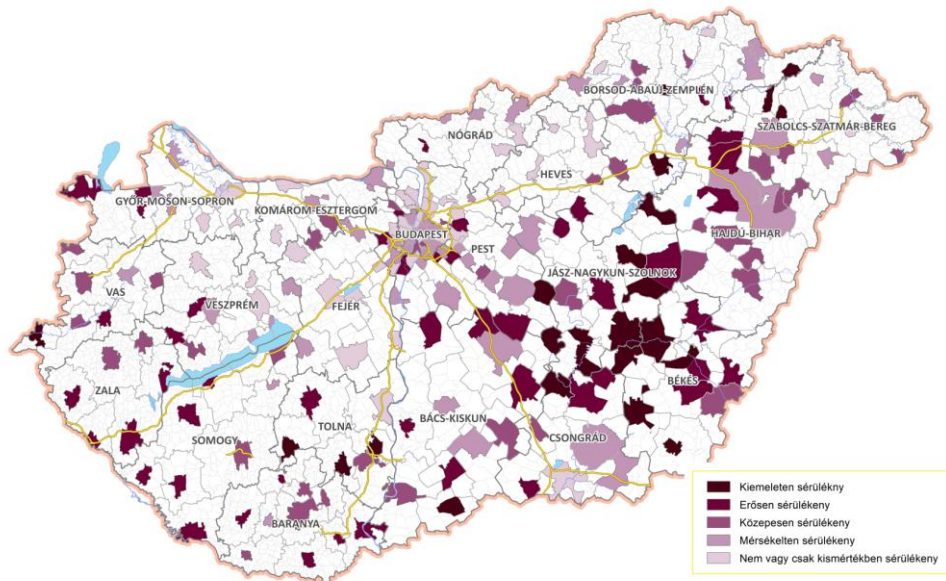 BORSOD-ABAÚJ-ZEMPLÉN
SZABOLCS-SZATMÁR-BEREG
NÓGRÁD
HEVES
GYŐR-MOSON-SOPRON
KOMÁROM-ESZTERGOM
BUDAPEST
PEST
HAJDÚ-BIHAR
JÁSZ-NAGYKUN-SZOLNOK
VAS
VESZPRÉM
FEJÉR
ZALA
BÉKÉS
SOMOGY
TOLNA
BÁCS-KISKUN
CSONGRÁD
BARANYA
Kiemeleten sérülékny
Erősen sérülékeny
Közepesen sérülékeny
Mérsékelten sérülékeny
Nem vagy csak kismértékben sérülékeny